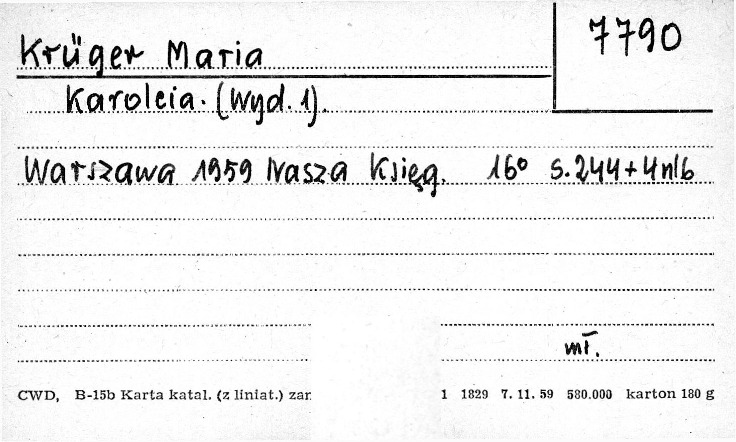 7790
Krüger Maria
Karolcia. (Wyd. 1).
Warszawa 1959 Nasza Księg. 16° s. 244+4nlb
mł.
CWD, B-15b Karta katal. (z liniat.) zar 1 1829 7. 11. 59 580.000 karton 180 g